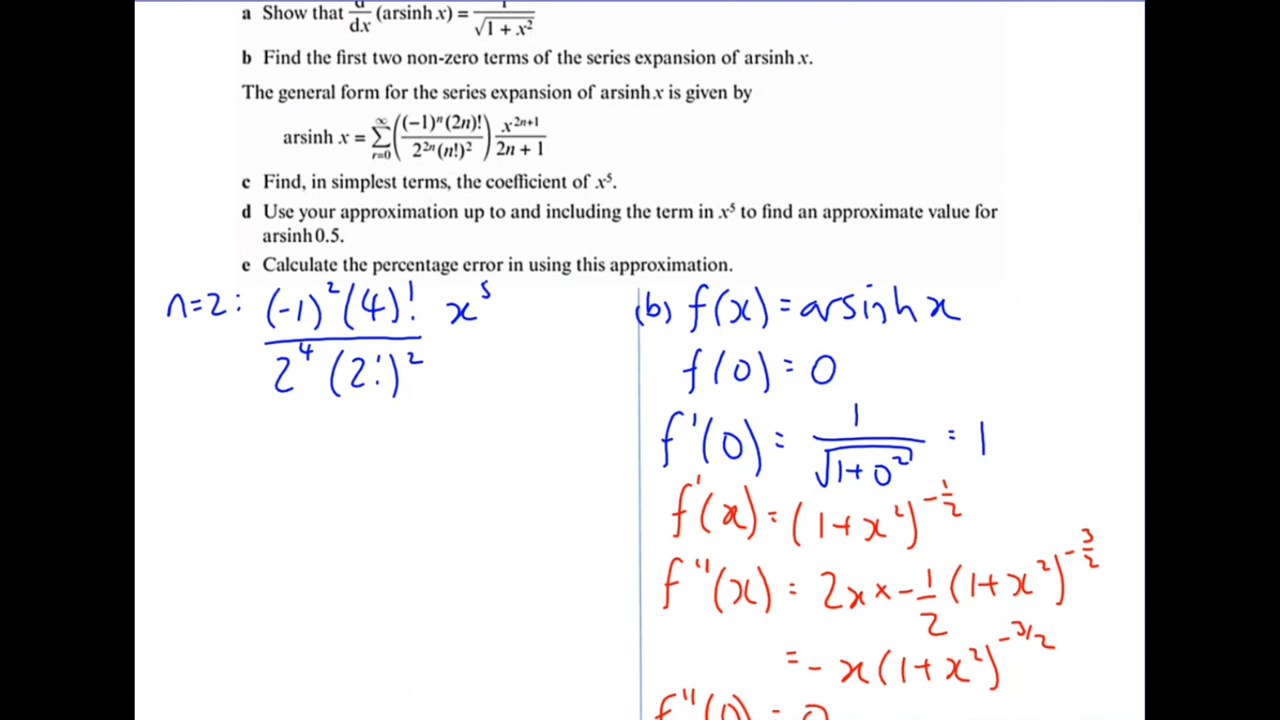 a Show that d/dx (arsinh x) = 1/√(1 + x²)
b Find the first two non-zero terms of the series expansion of arsinh x.
The general form for the series expansion of arsinh x is given by
arsinh x = ∑_{r=0}^{∞} ( (−1)ⁿ (2n)! / 2²ⁿ (n!)² ) x²ⁿ⁺¹ / 2n + 1
c Find, in simplest terms, the coefficient of x⁵.
d Use your approximation up to and including the term in x⁵ to find an approximate value for
arsinh 0.5.
e Calculate the percentage error in using this approximation.
n=2: (-1)² (4)! / 2⁴ (2!)² x⁵
(b) f(x) = arsinh x
f(0) = 0
f'(0) = 1/√(1+0²) = 1
f'(x) = (1+x²)^{-1/2}
f''(x) = 2x × -1/2 (1+x²)^{-3/2}
= -x(1+x²)^{-3/2}
f''(0) = 0